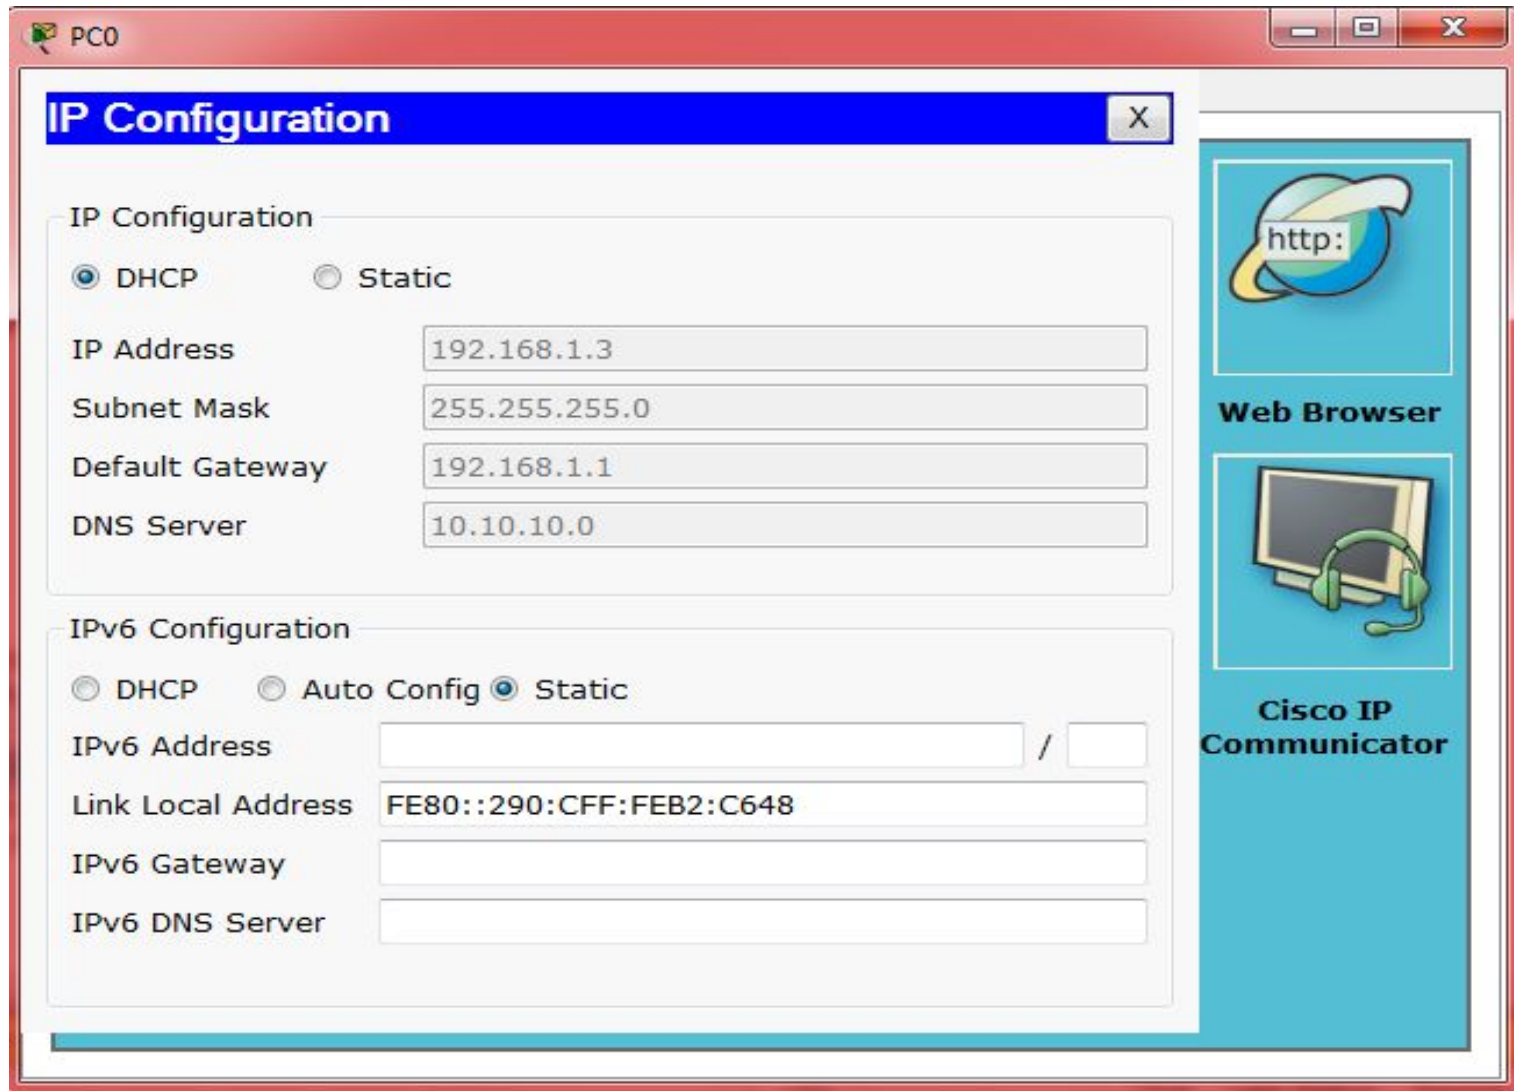 PC0
IP Configuration X
IP Configuration
DHCP Static
IP Address 192.168.1.3
Subnet Mask 255.255.255.0
Default Gateway 192.168.1.1
DNS Server 10.10.10.0
IPv6 Configuration
DHCP Auto Config Static
IPv6 Address /
Link Local Address FE80::290:CFF:FEB2:C648
IPv6 Gateway
IPv6 DNS Server
http:
Web Browser
Cisco IP
Communicator